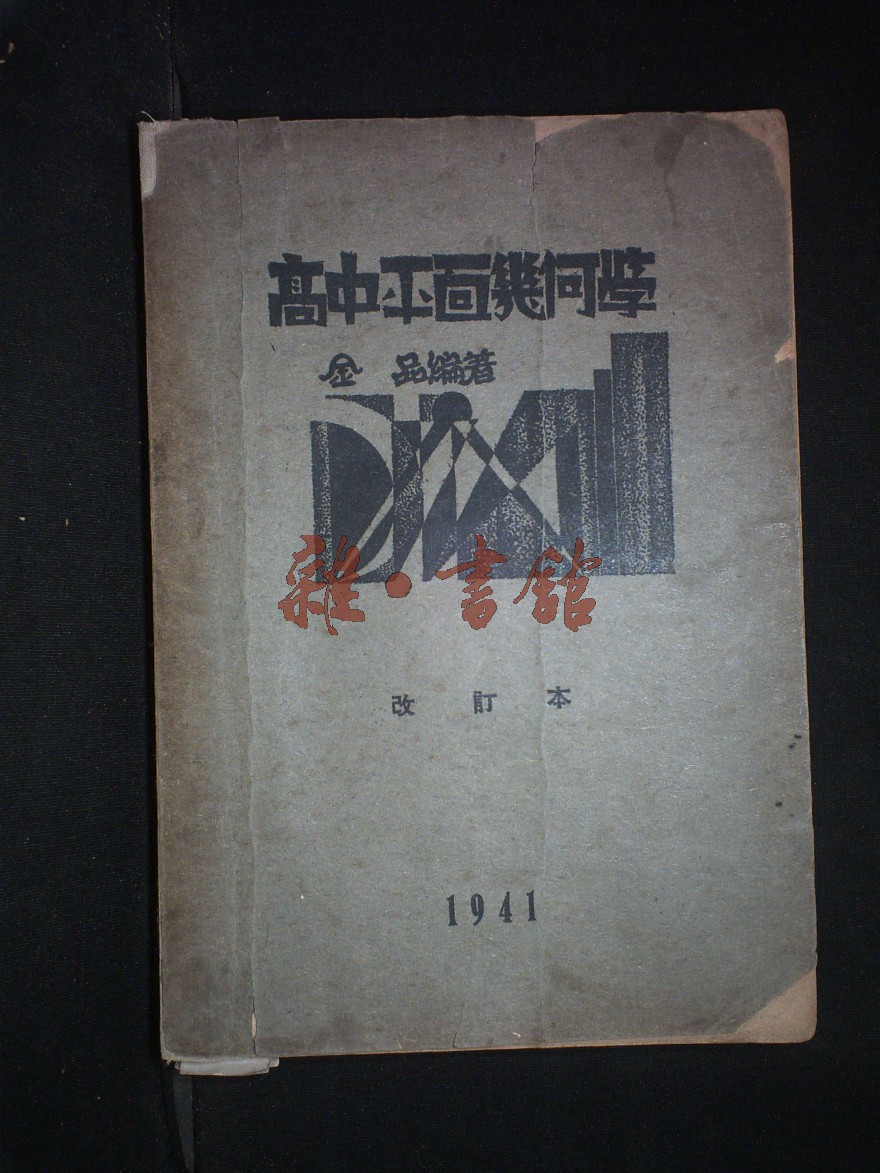 高中平面幾何學
金 品編著
雜·書館
改訂本
1941